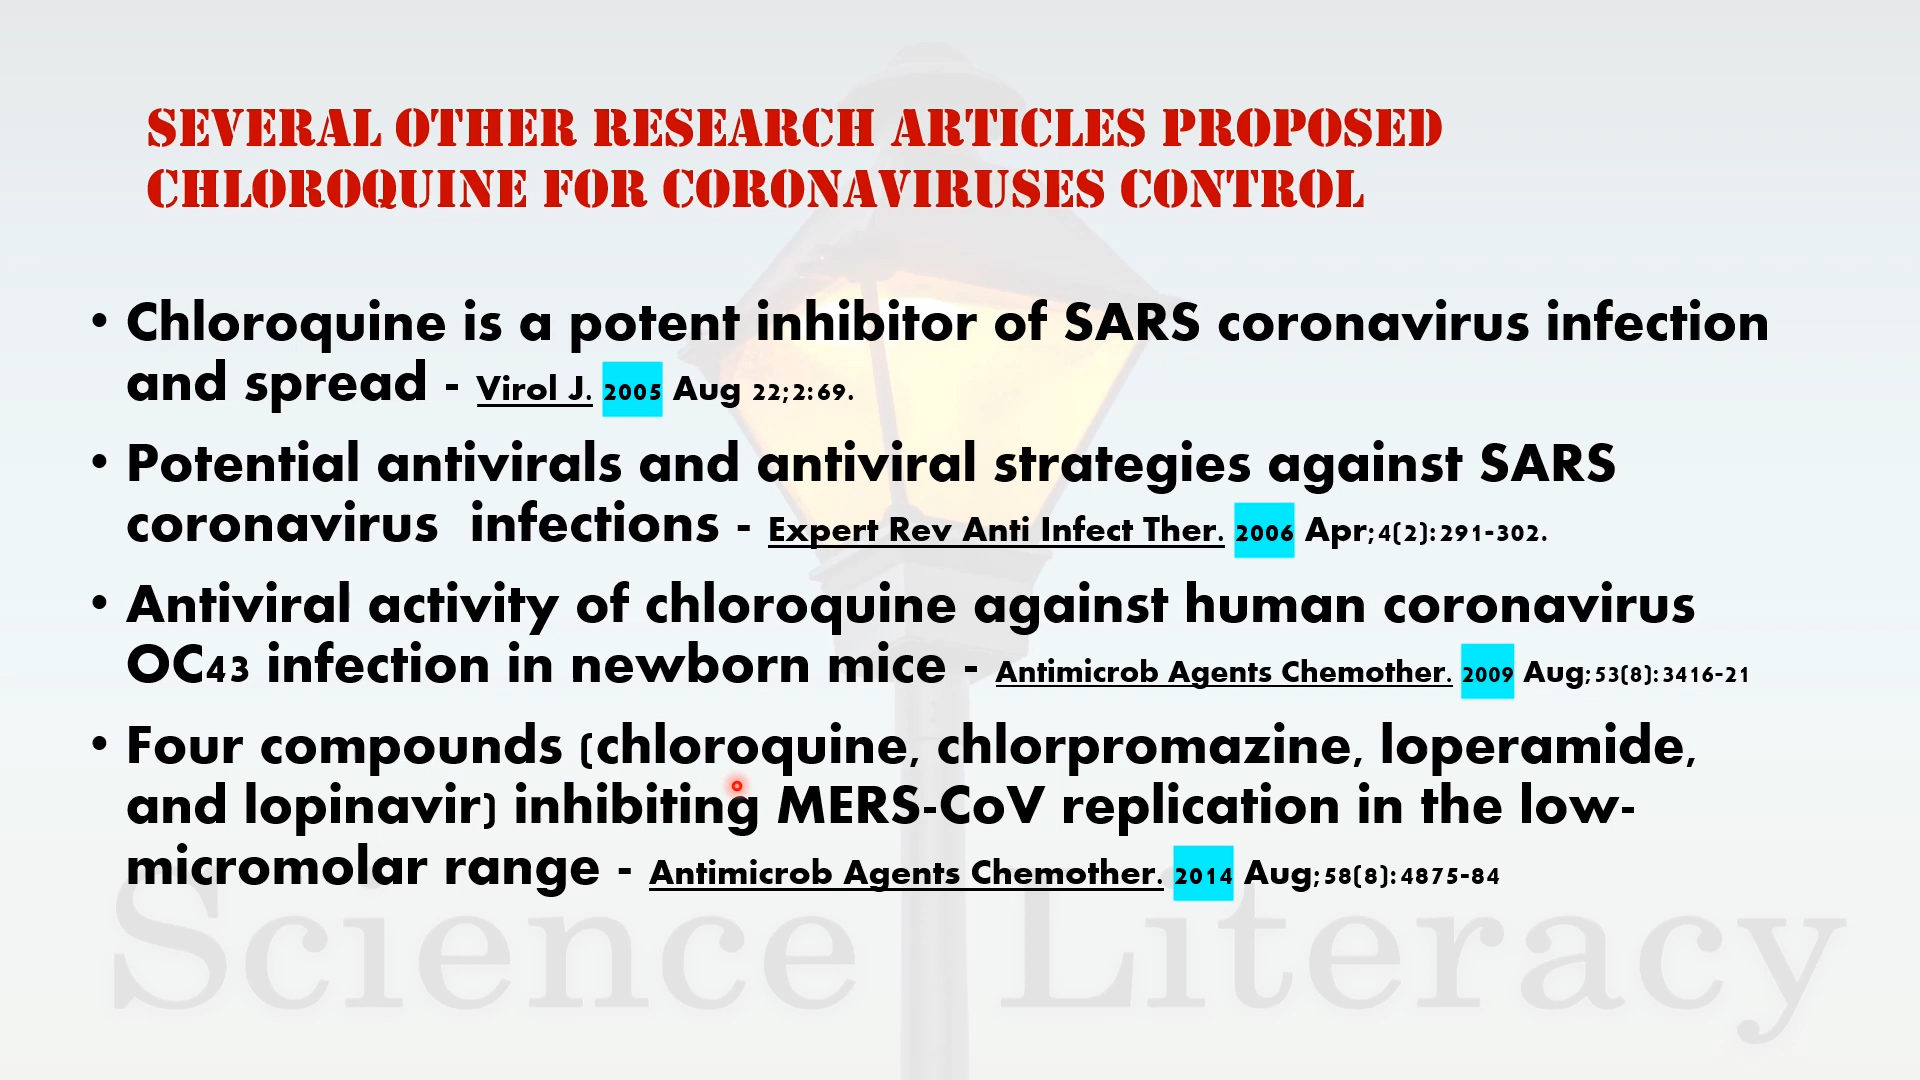 SEVERAL OTHER RESEARCH ARTICLES PROPOSED
CHLOROQUINE FOR CORONAVIRUSES CONTROL
• Chloroquine is a potent inhibitor of SARS coronavirus infection
and spread - Virol J. 2005 Aug 22;2:69.
• Potential antivirals and antiviral strategies against SARS
coronavirus  infections - Expert Rev Anti Infect Ther. 2006 Apr;4(2):291-302.
• Antiviral activity of chloroquine against human coronavirus
OC43 infection in newborn mice - Antimicrob Agents Chemother. 2009 Aug;53(8):3416-21
• Four compounds (chloroquine, chlorpromazine, loperamide,
and lopinavir) inhibiting MERS-CoV replication in the low-
micromolar range - Antimicrob Agents Chemother. 2014 Aug;58(8):4875-84
Science Literacy